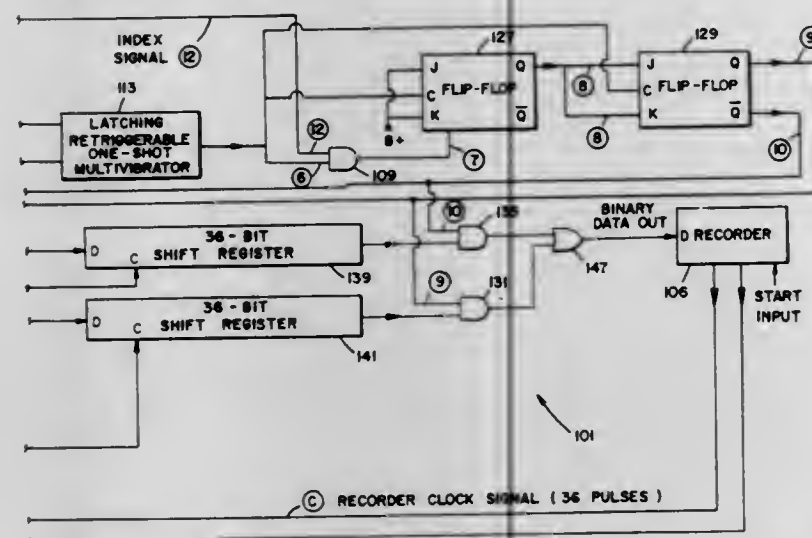 127
129
INDEX
SIGNAL 12
113
LATCHING
RETRIGGERABLE
ONE-SHOT
MULTIVIBRATOR
J Q
C FLIP-FLOP
K Q
B+
8
8
J Q
C FLIP-FLOP
K Q
9
10
12
6
109
7
10
135
BINARY
DATA OUT
147
D RECORDER
106
START
INPUT
36-BIT
D C SHIFT REGISTER
139
9
131
36-BIT
D C SHIFT REGISTER
141
101
C RECORDER CLOCK SIGNAL (36 PULSES)